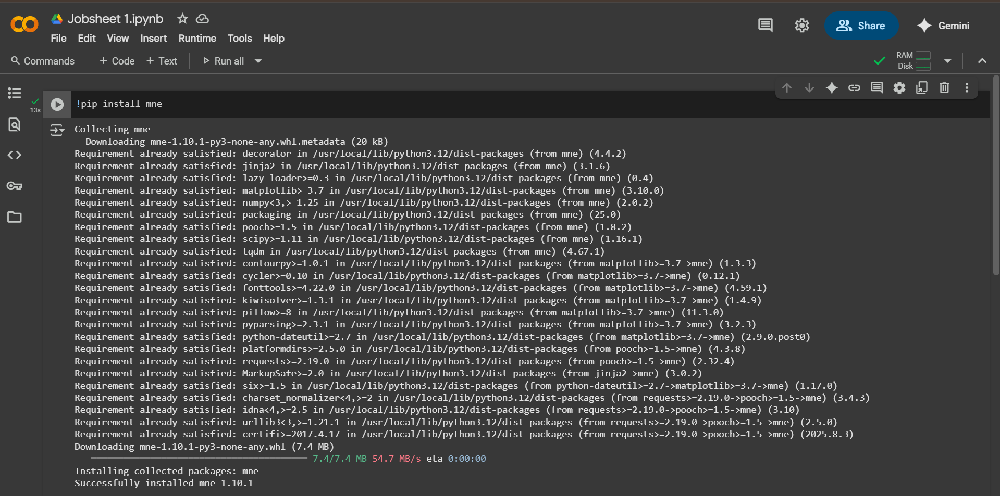 Jobsheet 1.ipynb
File Edit View Insert Runtime Tools Help
Share
Gemini
Commands + Code + Text Run all
RAM
Disk
13s
!pip install mne
Collecting mne
  Downloading mne-1.10.1-py3-none-any.whl.metadata (20 kB)
Requirement already satisfied: decorator in /usr/local/lib/python3.12/dist-packages (from mne) (4.4.2)
Requirement already satisfied: jinja2 in /usr/local/lib/python3.12/dist-packages (from mne) (3.1.6)
Requirement already satisfied: lazy-loader>=0.3 in /usr/local/lib/python3.12/dist-packages (from mne) (0.4)
Requirement already satisfied: matplotlib>=3.7 in /usr/local/lib/python3.12/dist-packages (from mne) (3.10.0)
Requirement already satisfied: numpy<3,>=1.25 in /usr/local/lib/python3.12/dist-packages (from mne) (2.0.2)
Requirement already satisfied: packaging in /usr/local/lib/python3.12/dist-packages (from mne) (25.0)
Requirement already satisfied: pooch>=1.5 in /usr/local/lib/python3.12/dist-packages (from mne) (1.8.2)
Requirement already satisfied: scipy>=1.11 in /usr/local/lib/python3.12/dist-packages (from mne) (1.16.1)
Requirement already satisfied: tqdm in /usr/local/lib/python3.12/dist-packages (from mne) (4.67.1)
Requirement already satisfied: contourpy>=1.0.1 in /usr/local/lib/python3.12/dist-packages (from matplotlib>=3.7->mne) (1.3.3)
Requirement already satisfied: cycler>=0.10 in /usr/local/lib/python3.12/dist-packages (from matplotlib>=3.7->mne) (0.12.1)
Requirement already satisfied: fonttools>=4.22.0 in /usr/local/lib/python3.12/dist-packages (from matplotlib>=3.7->mne) (4.59.1)
Requirement already satisfied: kiwisolver>=1.3.1 in /usr/local/lib/python3.12/dist-packages (from matplotlib>=3.7->mne) (1.4.9)
Requirement already satisfied: pillow>=8 in /usr/local/lib/python3.12/dist-packages (from matplotlib>=3.7->mne) (11.3.0)
Requirement already satisfied: pyparsing>=2.3.1 in /usr/local/lib/python3.12/dist-packages (from matplotlib>=3.7->mne) (3.2.3)
Requirement already satisfied: python-dateutil>=2.7 in /usr/local/lib/python3.12/dist-packages (from matplotlib>=3.7->mne) (2.9.0.post0)
Requirement already satisfied: platformdirs>=2.5.0 in /usr/local/lib/python3.12/dist-packages (from pooch>=1.5->mne) (4.3.8)
Requirement already satisfied: requests>=2.19.0 in /usr/local/lib/python3.12/dist-packages (from pooch>=1.5->mne) (2.32.4)
Requirement already satisfied: MarkupSafe>=2.0 in /usr/local/lib/python3.12/dist-packages (from jinja2->mne) (3.0.2)
Requirement already satisfied: six>=1.5 in /usr/local/lib/python3.12/dist-packages (from python-dateutil>=2.7->matplotlib>=3.7->mne) (1.17.0)
Requirement already satisfied: charset_normalizer<4,>=2 in /usr/local/lib/python3.12/dist-packages (from requests>=2.19.0->pooch>=1.5->mne) (3.4.3)
Requirement already satisfied: idna<4,>=2.5 in /usr/local/lib/python3.12/dist-packages (from requests>=2.19.0->pooch>=1.5->mne) (3.10)
Requirement already satisfied: urllib3<3,>=1.21.1 in /usr/local/lib/python3.12/dist-packages (from requests>=2.19.0->pooch>=1.5->mne) (2.5.0)
Requirement already satisfied: certifi>=2017.4.17 in /usr/local/lib/python3.12/dist-packages (from requests>=2.19.0->pooch>=1.5->mne) (2025.8.3)
Downloading mne-1.10.1-py3-none-any.whl (7.4 MB)
7.4/7.4 MB 54.7 MB/s eta 0:00:00
Installing collected packages: mne
Successfully installed mne-1.10.1